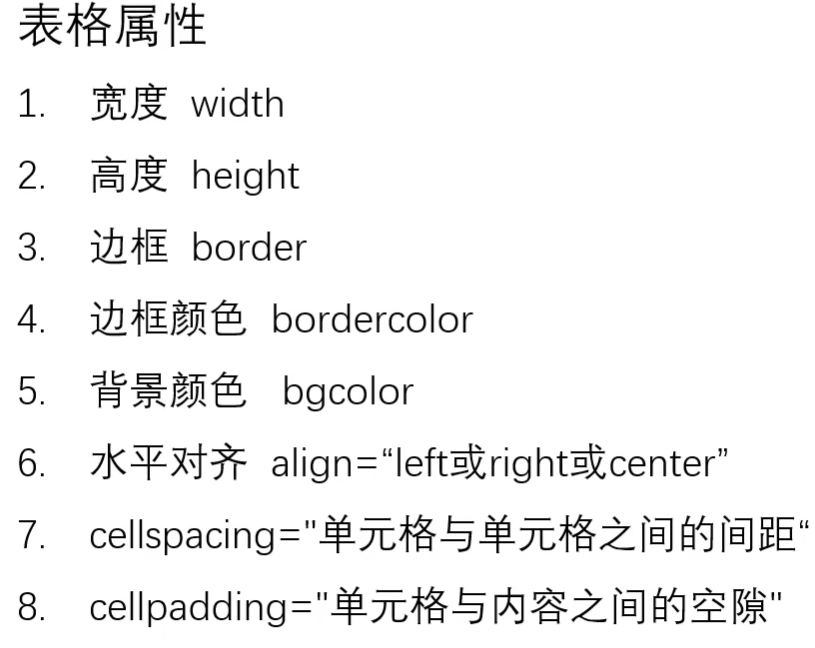 表格属性
1. 宽度 width
2. 高度 height
3. 边框 border
4. 边框颜色 bordercolor
5. 背景颜色 bgcolor
6. 水平对齐 align=“left或right或center”
7. cellspacing="单元格与单元格之间的间距“
8. cellpadding="单元格与内容之间的空隙"